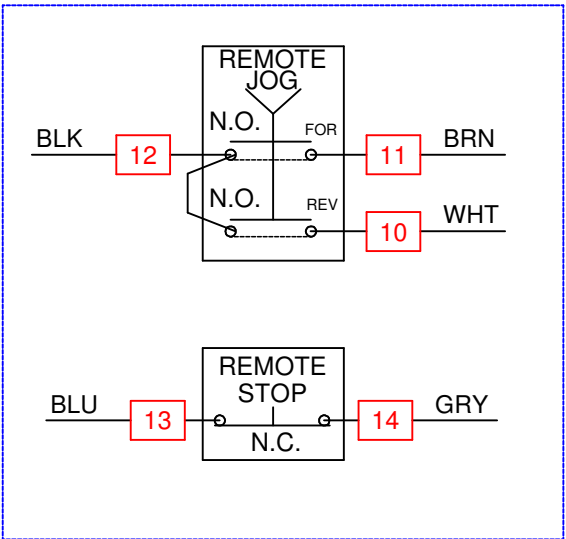 REMOTE
JOG
N.O.
FOR
BLK
12
11
BRN
N.O.
REV
10
WHT
REMOTE
STOP
BLU
13
14
GRY
N.C.